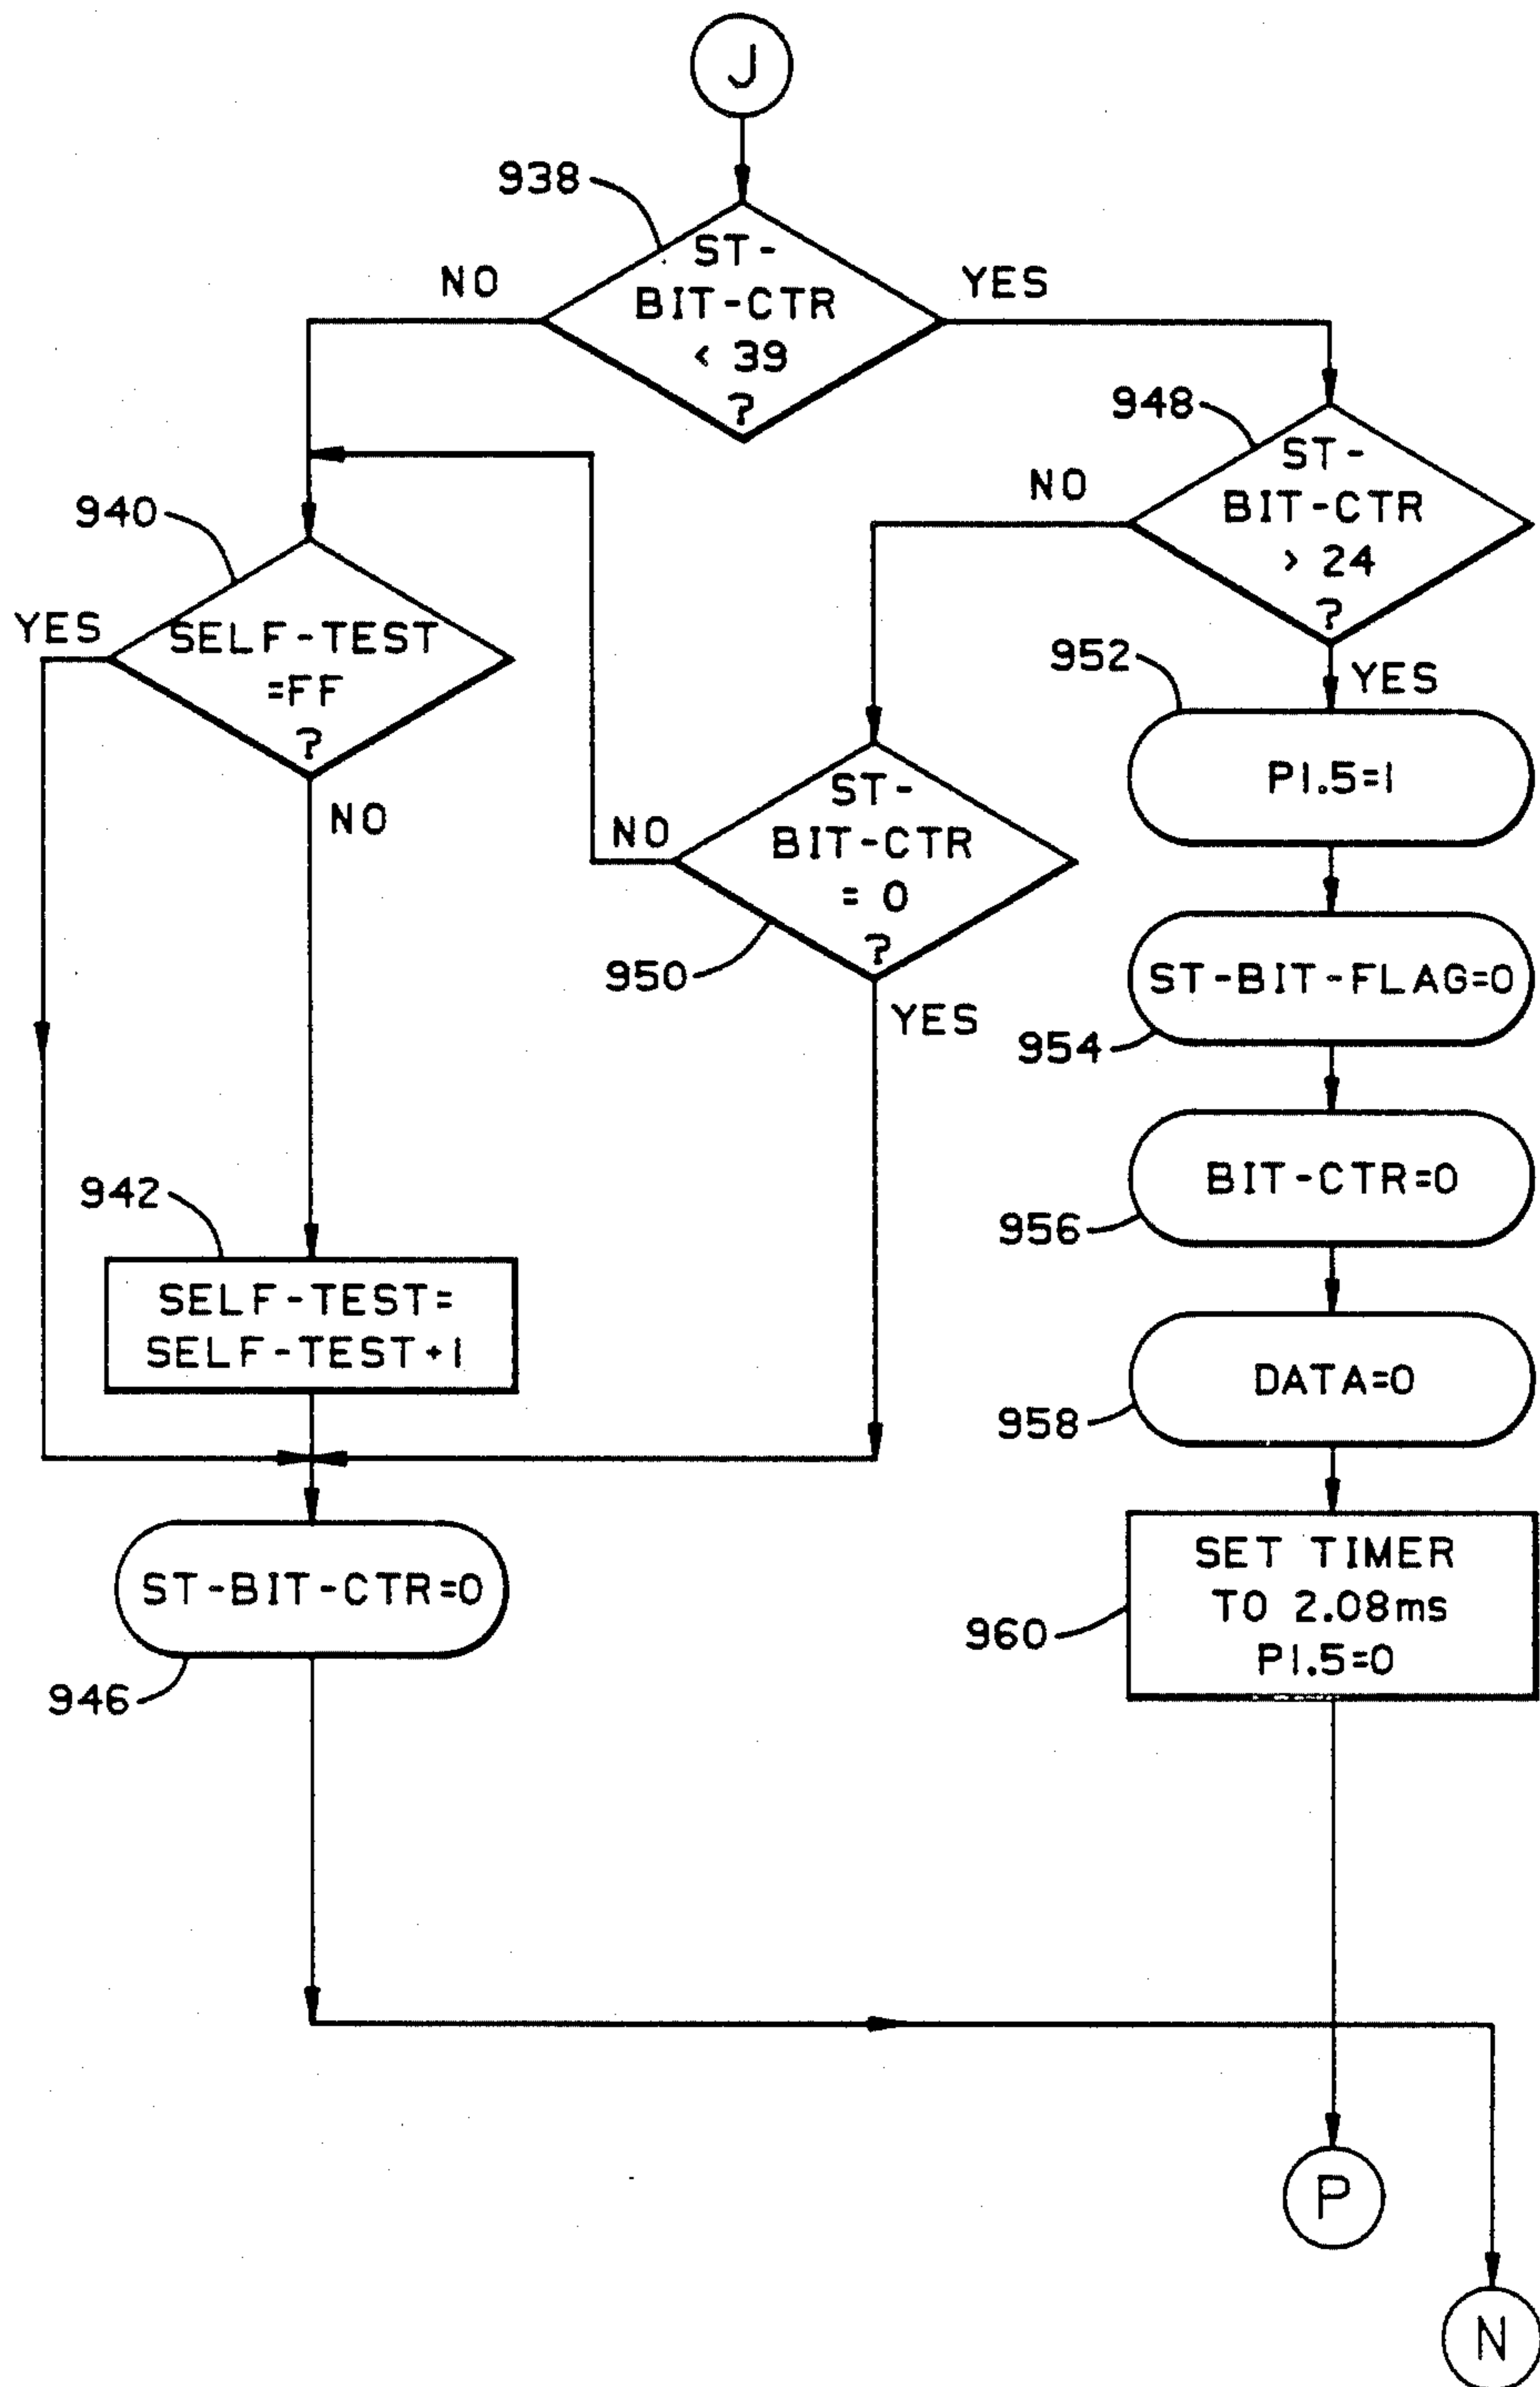 J
938
ST-
BIT-CTR
< 39
?
NO
YES
948
ST-
BIT-CTR
> 24
?
NO
YES
940
SELF-TEST
=FF
?
YES
NO
950
ST-
BIT-CTR
= 0
?
NO
YES
952
P1.5=1
954
ST-BIT-FLAG=0
956
BIT-CTR=0
958
DATA=0
942
SELF-TEST=
SELF-TEST+1
960
SET TIMER
TO 2.08ms
P1.5=0
946
ST-BIT-CTR=0
P
N